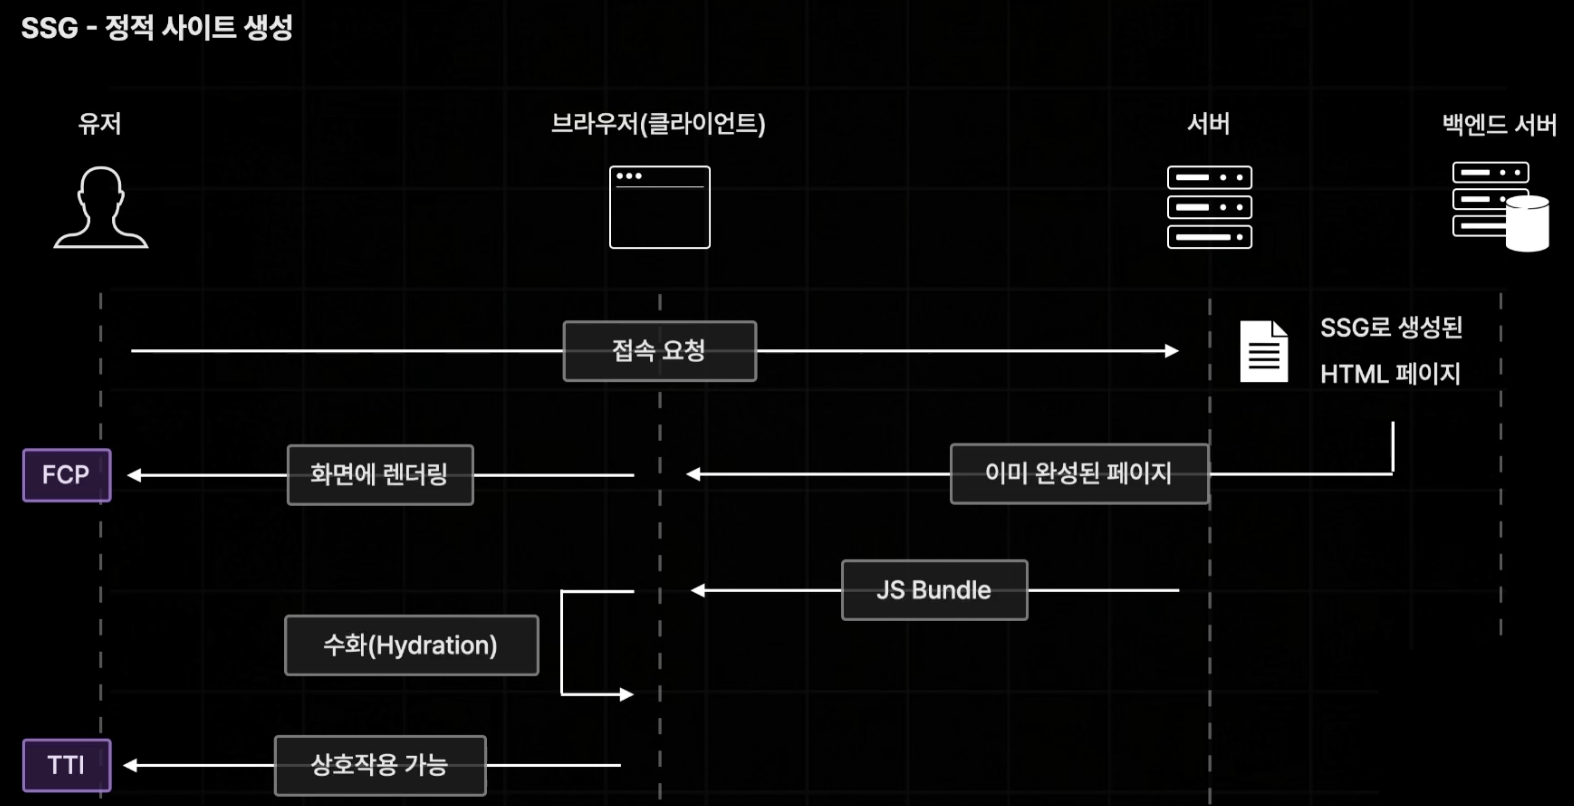 SSG - 정적 사이트 생성
유저
브라우저(클라이언트)
서버
백엔드 서버
접속 요청
SSG로 생성된
HTML 페이지
FCP
화면에 렌더링
이미 완성된 페이지
JS Bundle
수화(Hydration)
TTI
상호작용 가능